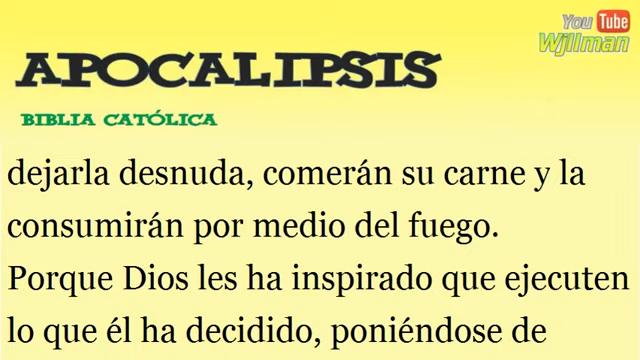 You Tube
Wjllman
APOCALIPSIS
BIBLIA CATÓLICA
dejarla desnuda, comerán su carne y la
consumirán por medio del fuego.
Porque Dios les ha inspirado que ejecuten
lo que él ha decidido, poniéndose de